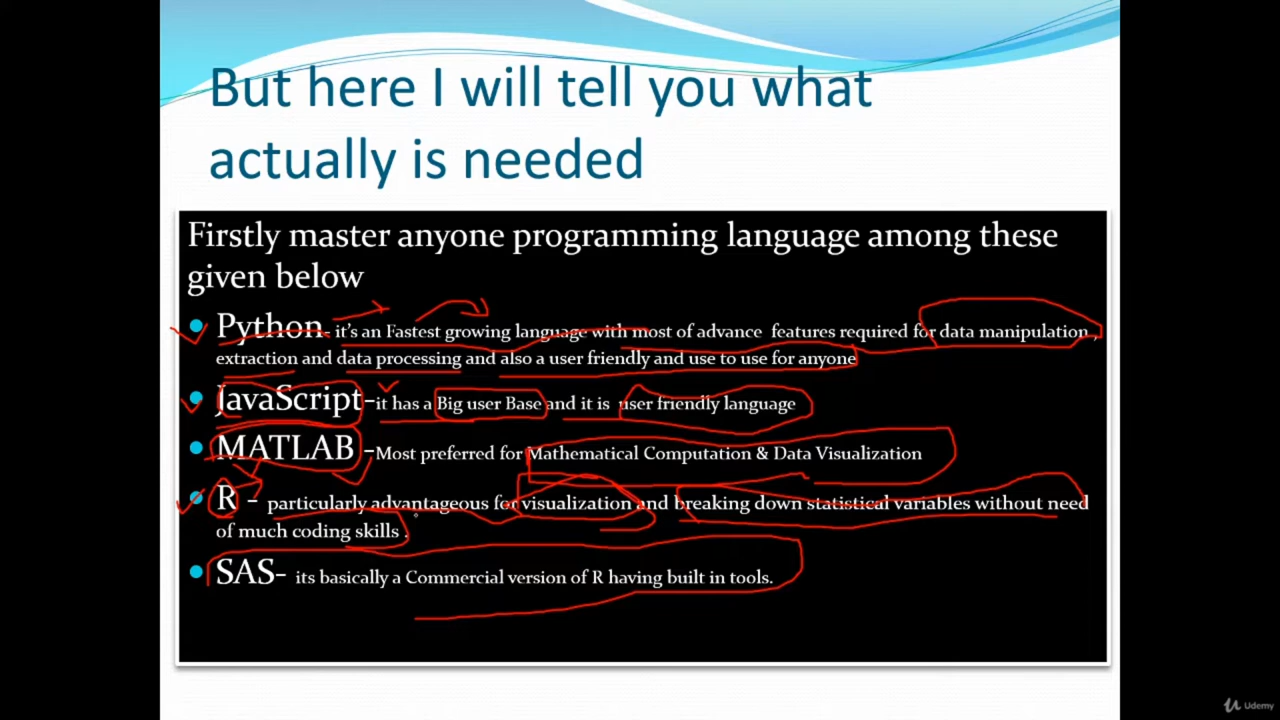 But here I will tell you what
actually is needed
Firstly master anyone programming language among these
given below
Python- it's an Fastest growing language with most of advance features required for data manipulation,
extraction and data processing and also a user friendly and use to use for anyone
JavaScript-it has a Big user Base and it is user friendly language
MATLAB -Most preferred for Mathematical Computation & Data Visualization
R - particularly advantageous for visualization and breaking down statistical variables without need
of much coding skills .
SAS- its basically a Commercial version of R having built in tools.
Udemy